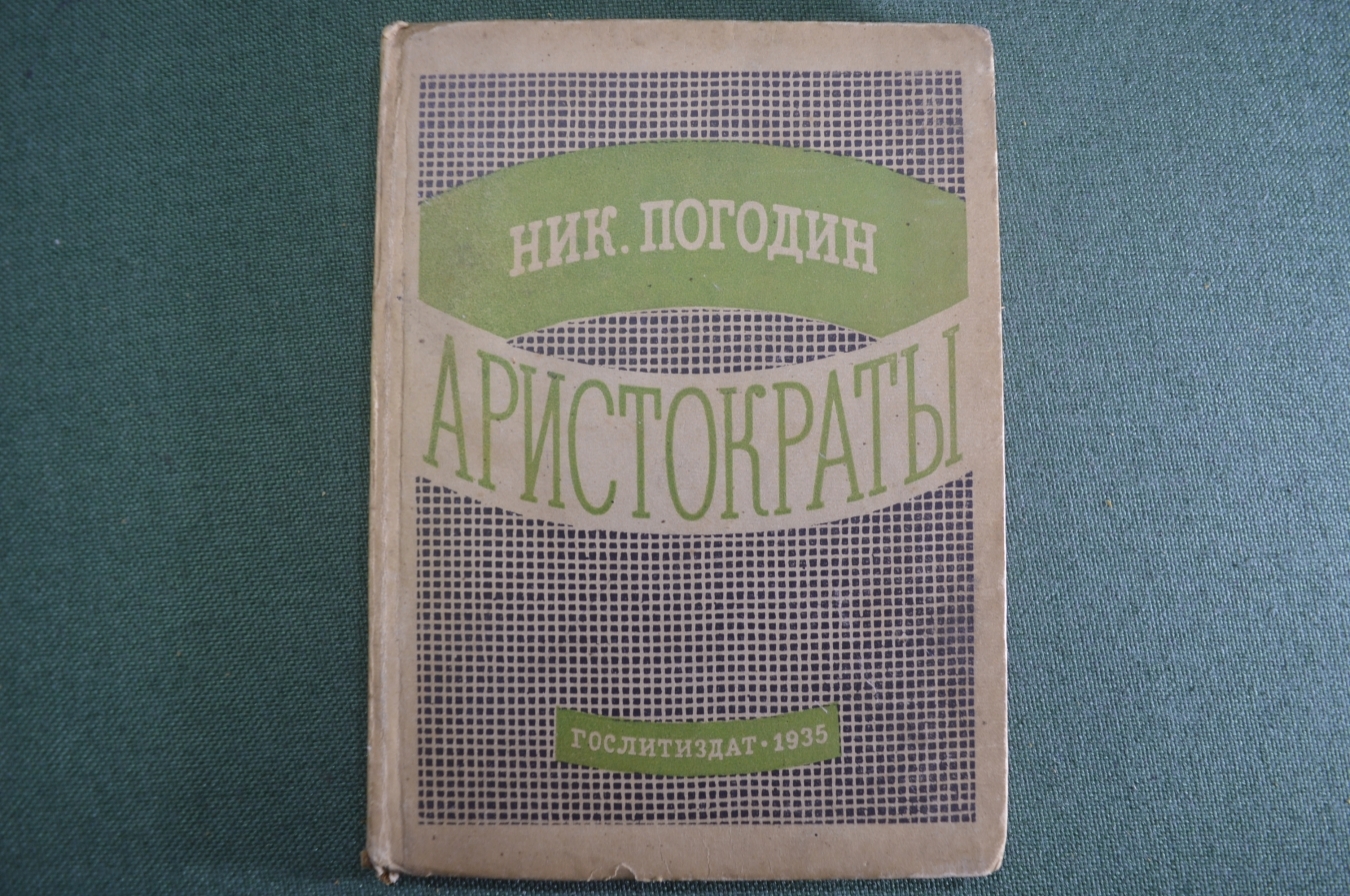 НИК. ПОГОДИН
АРИСТОКРАТЫ
ГОСЛИТИЗДАТ • 1935